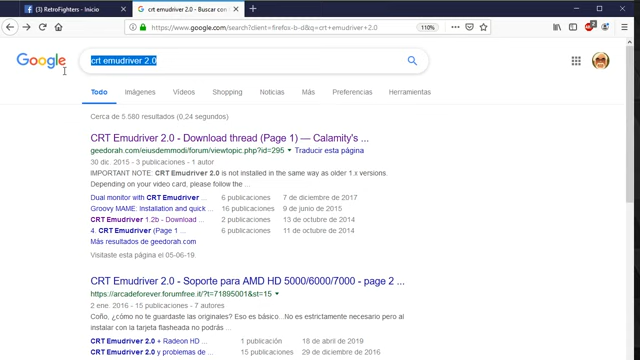 RetroFighters - Inicio
crt emudriver 2.0 - Buscar con
https://www.google.com/search?client=firefox-b-d&q=crt+emudriver+2.0
110%
Google
crt emudriver 2.0
Todo Imágenes Vídeos Shopping Noticias Más Preferencias Herramientas
Cerca de 5.580 resultados (0,24 segundos)
CRT Emudriver 2.0 - Download thread (Page 1) — Calamity's ...
geedorah.com/eiusdemmodi/forum/viewtopic.php?id=295 Traducir esta página
30 dic. 2015 - 3 publicaciones - 1 autor
IMPORTANT NOTE: CRT Emudriver 2.0 is not installed in the same way as older 1.x versions.
Depending on your video card, please follow the ...
Dual monitor with CRT Emudriver ... 6 publicaciones 7 de diciembre de 2017
Groovy MAME: Installation and quick ... 16 publicaciones 9 de junio de 2015
CRT Emudriver 1.2b - Download ... 2 publicaciones 13 de octubre de 2014
4. CRT Emudriver (Page 1 ... 6 publicaciones 11 de octubre de 2014
Más resultados de geedorah.com
Visitaste esta página el 05-06-19.
CRT Emudriver 2.0 - Soporte para AMD HD 5000/6000/7000 - page 2 ...
https://arcadeforever.forumfree.it/?t=71895001&st=15
2 ene. 2016 - 15 publicaciones - 7 autores
Coño, ¿cómo no te guardaste las originales? Eso es básico...No es estrictamente necesario pero al
instalar con la tarjeta flasheada no podrás ...
CRT Emudriver 2.0 + Radeon HD ... 1 publicación 18 de abril de 2019
CRT Emudriver 2.0 y problemas de ... 15 publicaciones 29 de diciembre de 2016